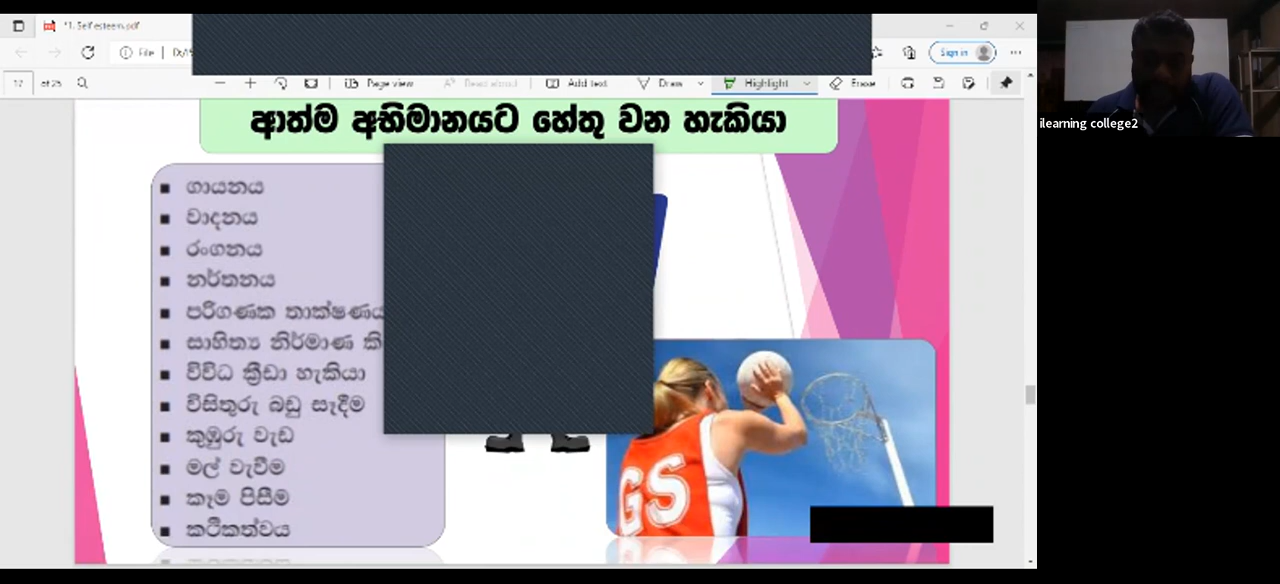 *1. Self esteem.pdf
File
Sign in
17 of 25
Page view
Read aloud
Add text
Draw
Highlight
Erase
ආත්ම අභිමානයට හේතු වන හැකියා
ගායනය
වාදනය
රංගනය
නර්තනය
පරිගණක තාක්ෂණය
සාහිත්‍ය නිර්මාණ
විවිධ ක්‍රීඩා හැකියා
විසිතුරු බඩු සෑදීම
කුඹුරු වැඩ
මල් වැවීම
කෑම පිසීම
කථිකත්වය
GS
ilearning college2